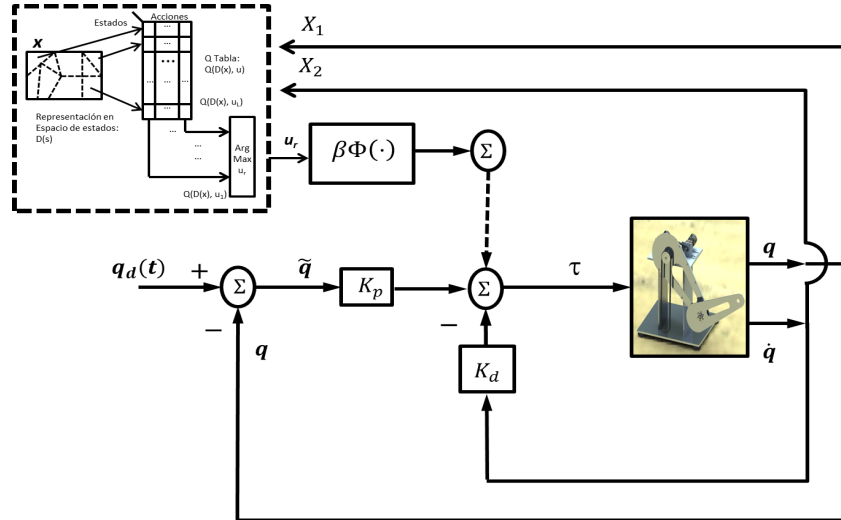 Acciones
Estados
X
...
...
...
... ... ...
...
Q Tabla:
Q(D(x), u)
Q(D(x), u_L)
Representación en
Espacio de estados:
D(s)
...
...
...
Arg
Max
u_r
Q(D(x), u_1)
u_r
βΦ(·)
Σ
X_1
X_2
q_d(t)
+
Σ
−
q
q̃
K_p
Σ
−
K_d
τ
q
q̇